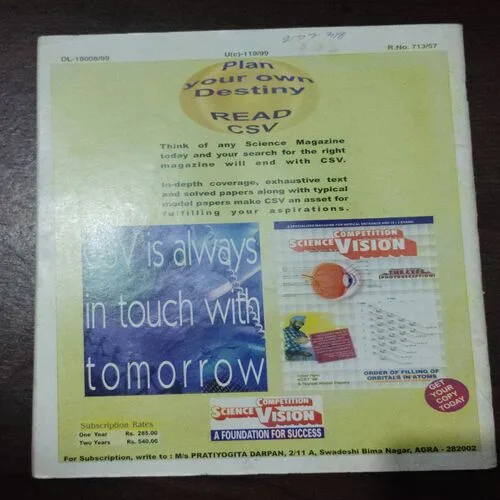 DL-18008/99 U(c)-119/99 R.No. 713/57
Plan
your own
Destiny
READ
CSV
Think of any Science Magazine
today and your search for the right
magazine will end with CSV.
In-depth coverage, exhaustive text
and solved papers along with typical
model papers make CSV an asset for
fulfilling your aspirations.
is always
in touch with
tomorrow
COMPETITION
SCIENCE VISION
THE EYE
(PHOTORECEPTION)
ORDER OF FILLING OF
ORBITALS IN ATOMS
GET
YOUR
COPY
TODAY
Subscription Rates
One Year Rs. 285.00
Two Years Rs. 540.00
COMPETITION
SCIENCE VISION
A FOUNDATION FOR SUCCESS
For Subscription, write to : M/s PRATIYOGITA DARPAN, 2/11 A, Swadeshi Bima Nagar, AGRA - 282002